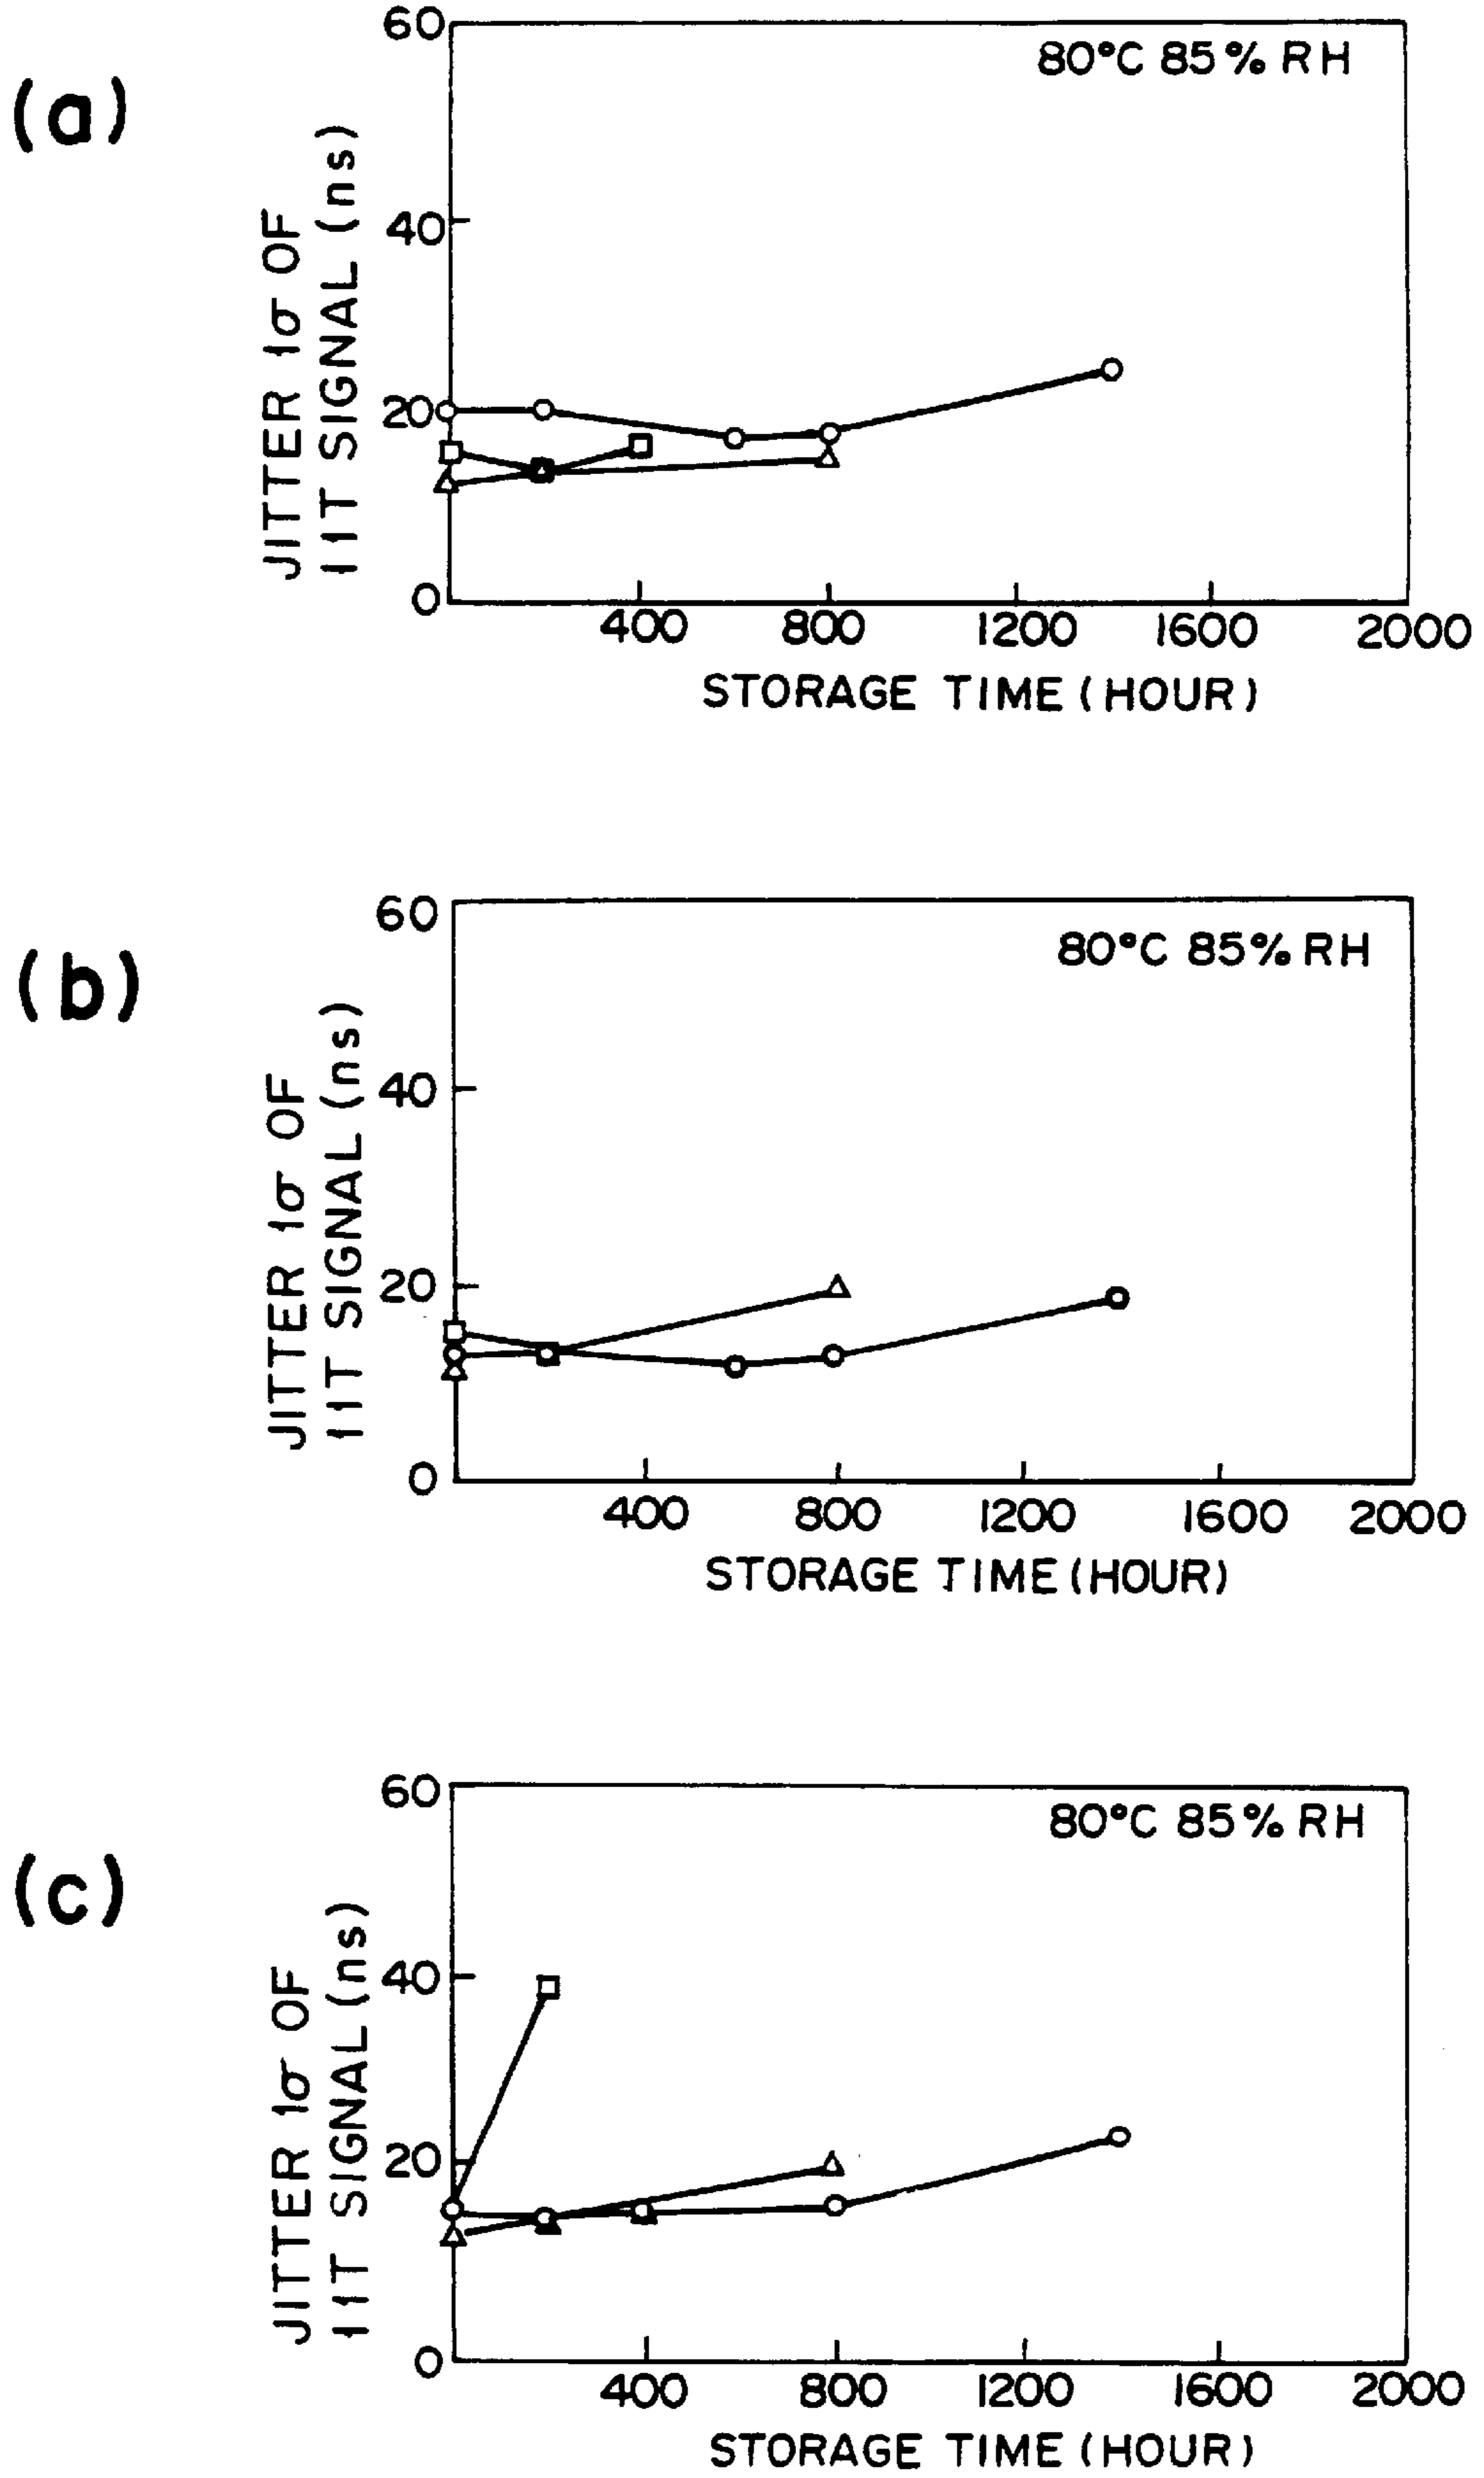 (a)
60
80°C 85% RH
40
20
0
JITTER 1σ OF
11T SIGNAL (ns)
400 800 1200 1600 2000
STORAGE TIME (HOUR)
(b)
60
80°C 85% RH
40
20
0
JITTER 1σ OF
11T SIGNAL (ns)
400 800 1200 1600 2000
STORAGE TIME (HOUR)
(c)
60
80°C 85% RH
40
20
0
JITTER 1σ OF
11T SIGNAL (ns)
400 800 1200 1600 2000
STORAGE TIME (HOUR)